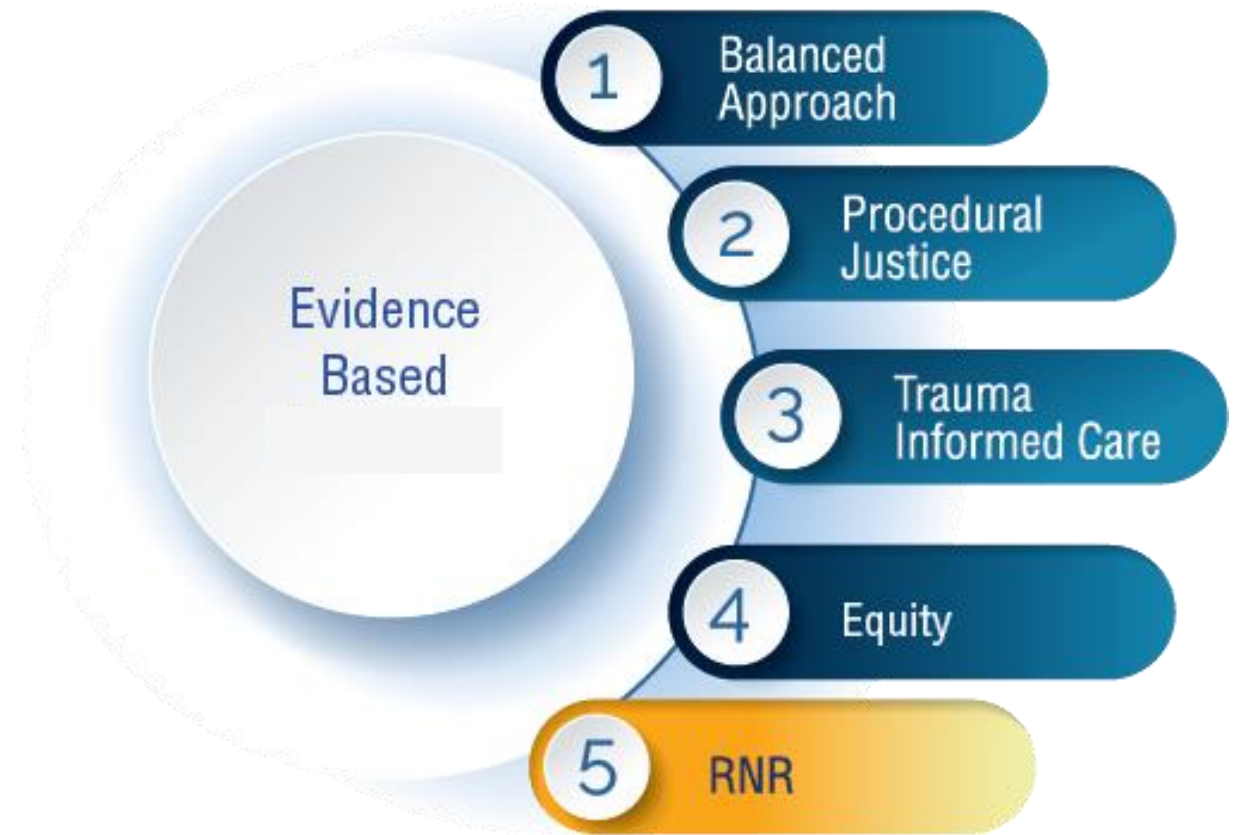 Evidence
Based
1
Balanced
Approach
2
Procedural
Justice
3
Trauma
Informed Care
4
Equity
5
RNR